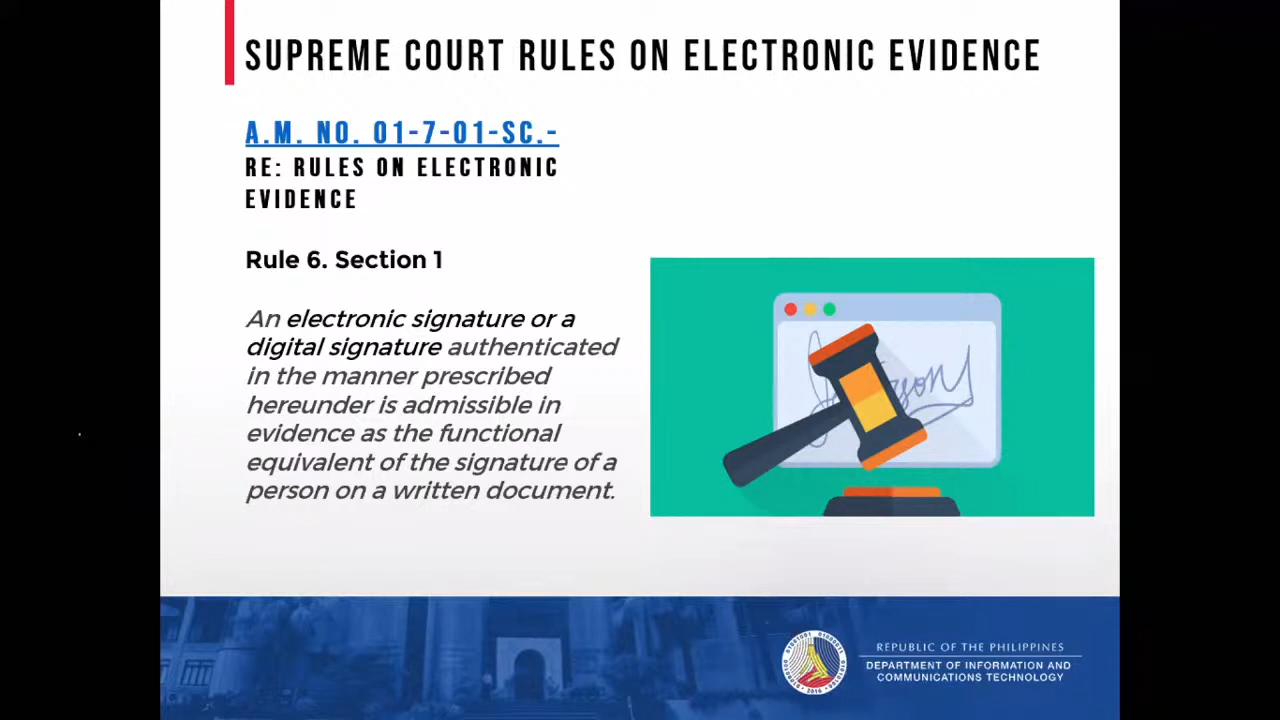 SUPREME COURT RULES ON ELECTRONIC EVIDENCE
A.M. NO. 01-7-01-SC.-
RE: RULES ON ELECTRONIC
EVIDENCE
Rule 6. Section 1
An electronic signature or a
digital signature authenticated
in the manner prescribed
hereunder is admissible in
evidence as the functional
equivalent of the signature of a
person on a written document.
REPUBLIC OF THE PHILIPPINES
DEPARTMENT OF INFORMATION AND
COMMUNICATIONS TECHNOLOGY
2016